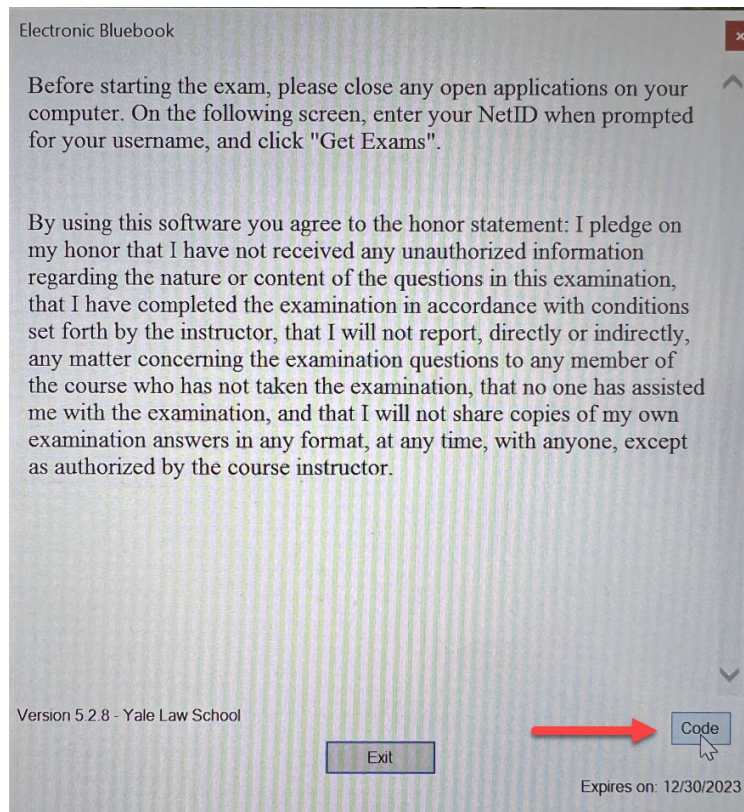 Electronic Bluebook
x
Before starting the exam, please close any open applications on your
computer. On the following screen, enter your NetID when prompted
for your username, and click "Get Exams".
By using this software you agree to the honor statement: I pledge on
my honor that I have not received any unauthorized information
regarding the nature or content of the questions in this examination,
that I have completed the examination in accordance with conditions
set forth by the instructor, that I will not report, directly or indirectly,
any matter concerning the examination questions to any member of
the course who has not taken the examination, that no one has assisted
me with the examination, and that I will not share copies of my own
examination answers in any format, at any time, with anyone, except
as authorized by the course instructor.
Version 5.2.8 - Yale Law School
Code
Exit
Expires on: 12/30/2023